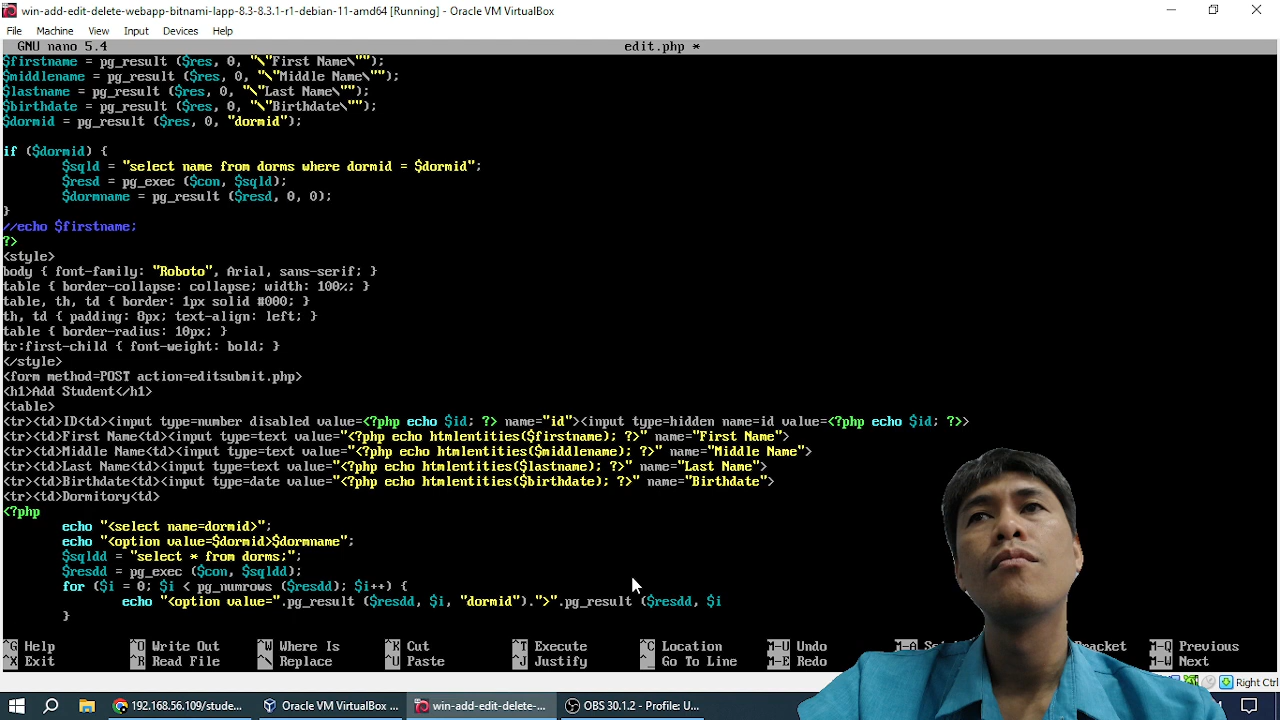 win-add-edit-delete-webapp-bitnami-lapp-8.3-8.3.1-r1-debian-11-amd64 [Running] - Oracle VM VirtualBox
File Machine View Input Devices Help
GNU nano 5.4 edit.php *
$firstname = pg_result ($res, 0, "\"First Name\"");
$middlename = pg_result ($res, 0, "\"Middle Name\"");
$lastname = pg_result ($res, 0, "\"Last Name\"");
$birthdate = pg_result ($res, 0, "\"Birthdate\"");
$dormid = pg_result ($res, 0, "dormid");
if ($dormid) {
$sqld = "select name from dorms where dormid = $dormid";
$resd = pg_exec ($con, $sqld);
$dormname = pg_result ($resd, 0, 0);
}
//echo $firstname;
?>
<style>
body { font-family: "Roboto", Arial, sans-serif; }
table { border-collapse: collapse; width: 100%; }
table, th, td { border: 1px solid #000; }
th, td { padding: 8px; text-align: left; }
table { border-radius: 10px; }
tr:first-child { font-weight: bold; }
</style>
<form method=POST action=editsubmit.php>
<h1>Add Student</h1>
<table>
<tr><td>ID<td><input type=number disabled value=<?php echo $id; ?> name="id"><input type=hidden name=id value=<?php echo $id; ?>>
<tr><td>First Name<td><input type=text value="<?php echo htmlentities($firstname); ?>" name="First Name">
<tr><td>Middle Name<td><input type=text value="<?php echo htmlentities($middlename); ?>" name="Middle Name">
<tr><td>Last Name<td><input type=text value="<?php echo htmlentities($lastname); ?>" name="Last Name">
<tr><td>Birthdate<td><input type=date value="<?php echo htmlentities($birthdate); ?>" name="Birthdate">
<tr><td>Dormitory<td>
<?php
echo "<select name=dormid>";
echo "<option value=$dormid>$dormname";
$sqldd = "select * from dorms;";
$resdd = pg_exec ($con, $sqldd);
for ($i = 0; $i < pg_numrows ($resdd); $i++) {
echo "<option value=".pg_result ($resdd, $i, "dormid").">".pg_result ($resdd, $i
}
^G Help ^O Write Out ^W Where Is ^K Cut ^T Execute ^C Location M-U Undo M-A M-Q Previous
^X Exit ^R Read File ^\ Replace ^U Paste ^J Justify ^_ Go To Line M-E Redo M-W Next
Right Ctrl
192.168.56.109/stude... Oracle VM VirtualBox ... win-add-edit-delete-... OBS 30.1.2 - Profile: U...